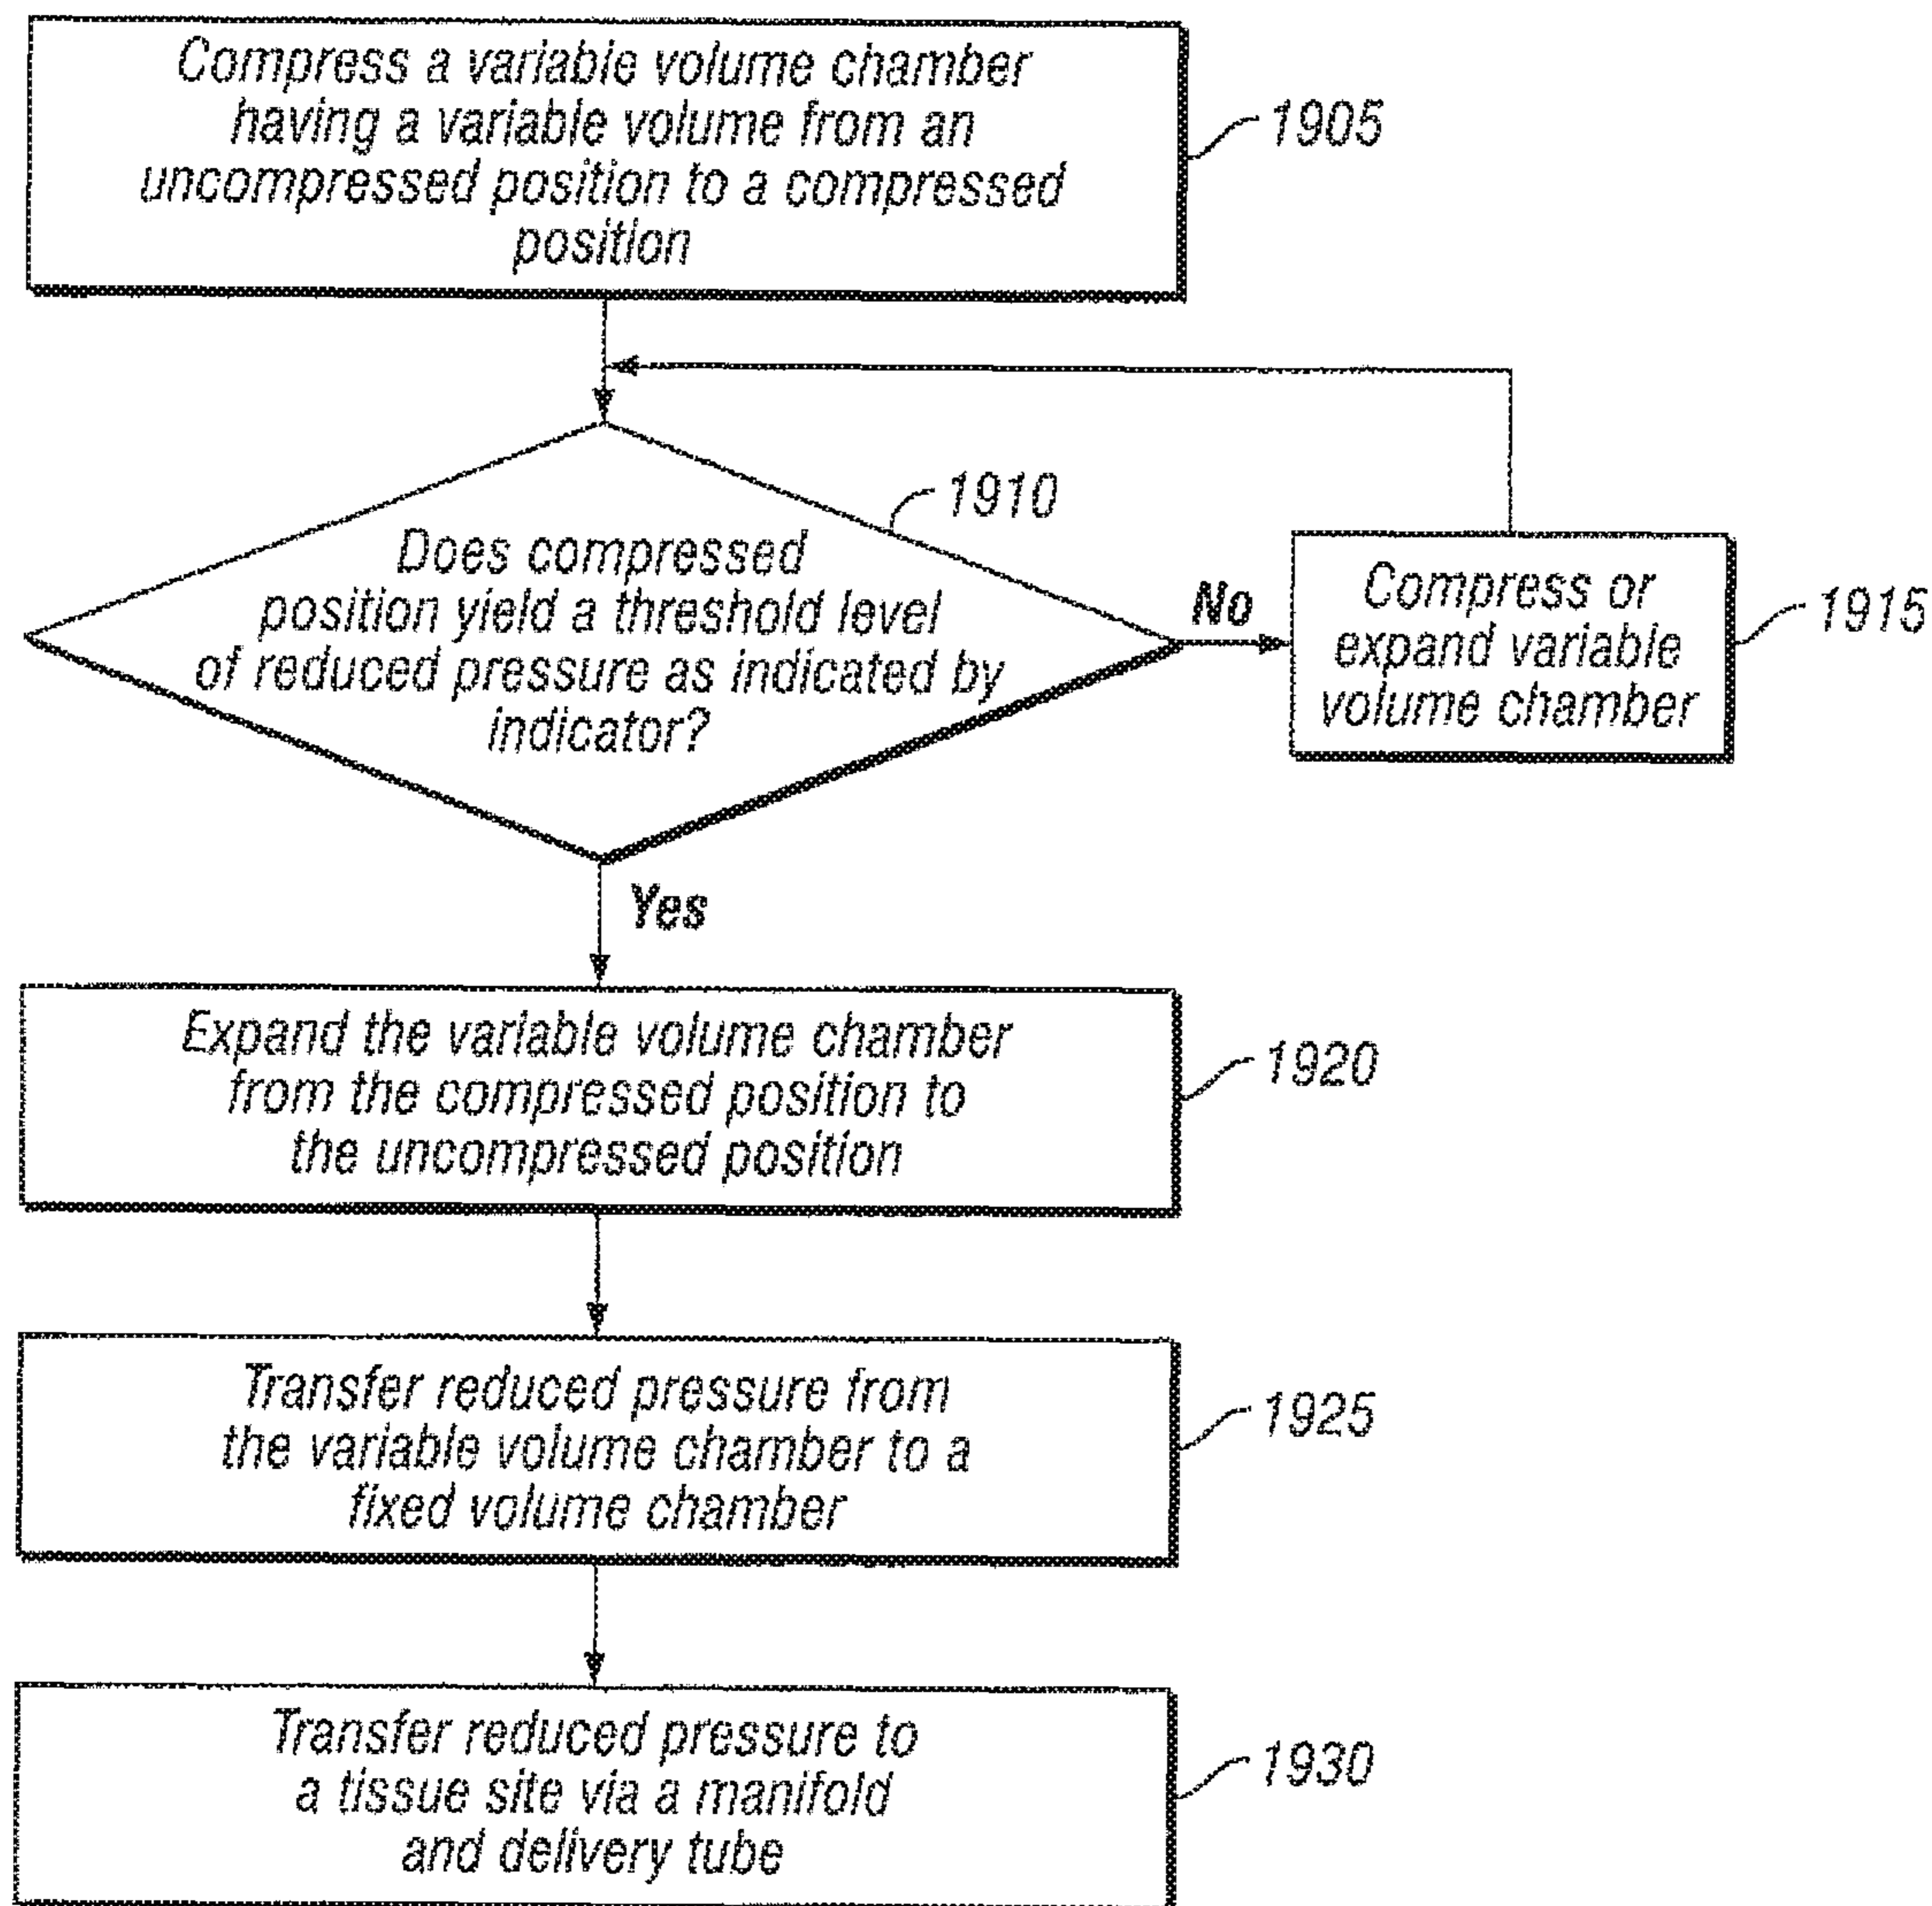 Compress a variable volume chamber
having a variable volume from an
uncompressed position to a compressed
position
1905
1910
Does compressed
position yield a threshold level
of reduced pressure as indicated by
indicator?
No
Compress or
expand variable
volume chamber
1915
Yes
Expand the variable volume chamber
from the compressed position to
the uncompressed position
1920
Transfer reduced pressure from
the variable volume chamber to a
fixed volume chamber
1925
Transfer reduced pressure to
a tissue site via a manifold
and delivery tube
1930